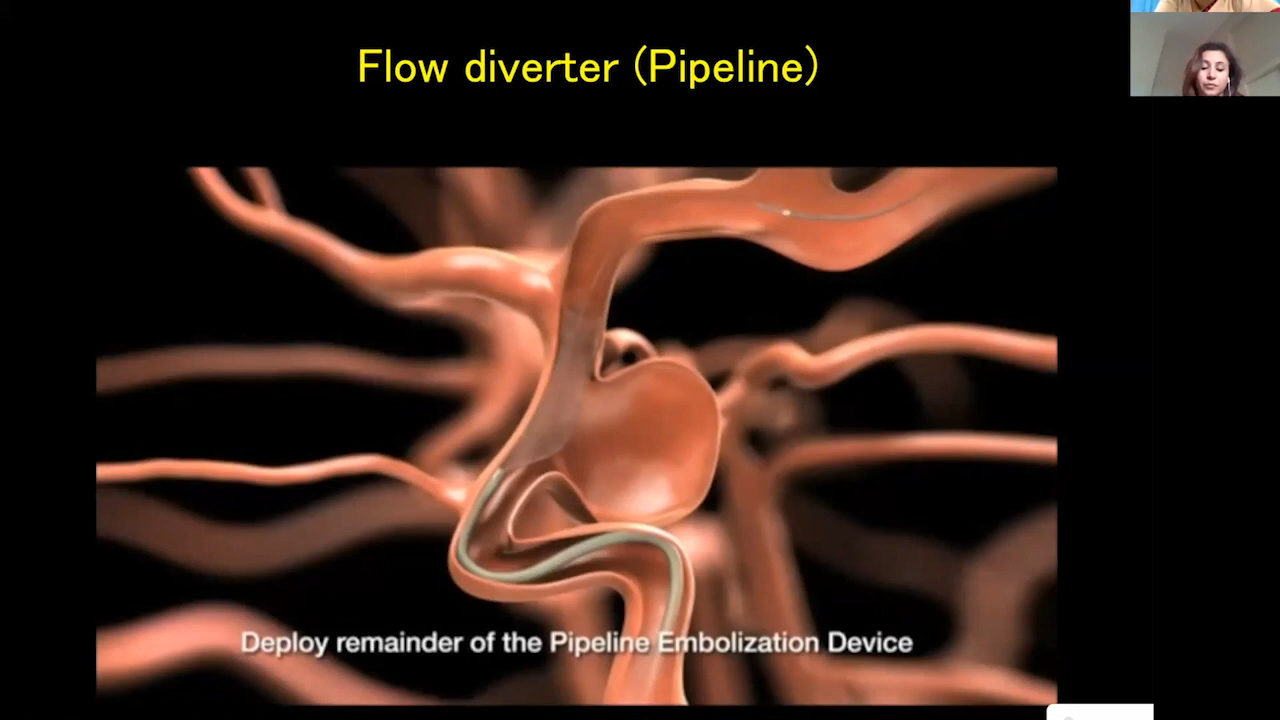 Flow diverter (Pipeline)
Deploy remainder of the Pipeline Embolization Device